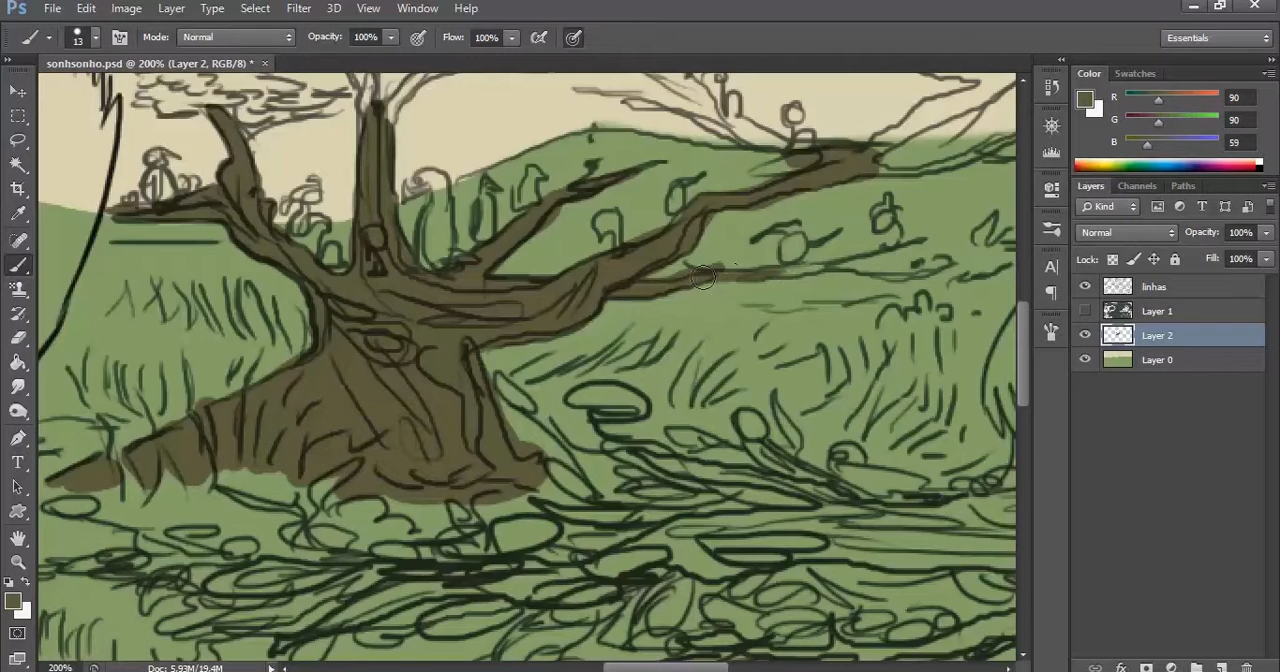 Ps File Edit Image Layer Type Select Filter 3D View Window Help
13 Mode: Normal Opacity: 100% Flow: 100% Essentials
sonhsonho.psd @ 200% (Layer 2, RGB/8) * ×
Color Swatches
R 90
G 90
B 59
Layers Channels Paths
Kind
Normal Opacity: 100%
Lock: Fill: 100%
linhas
Layer 1
Layer 2
Layer 0
200% Doc: 5.93M/19.4M